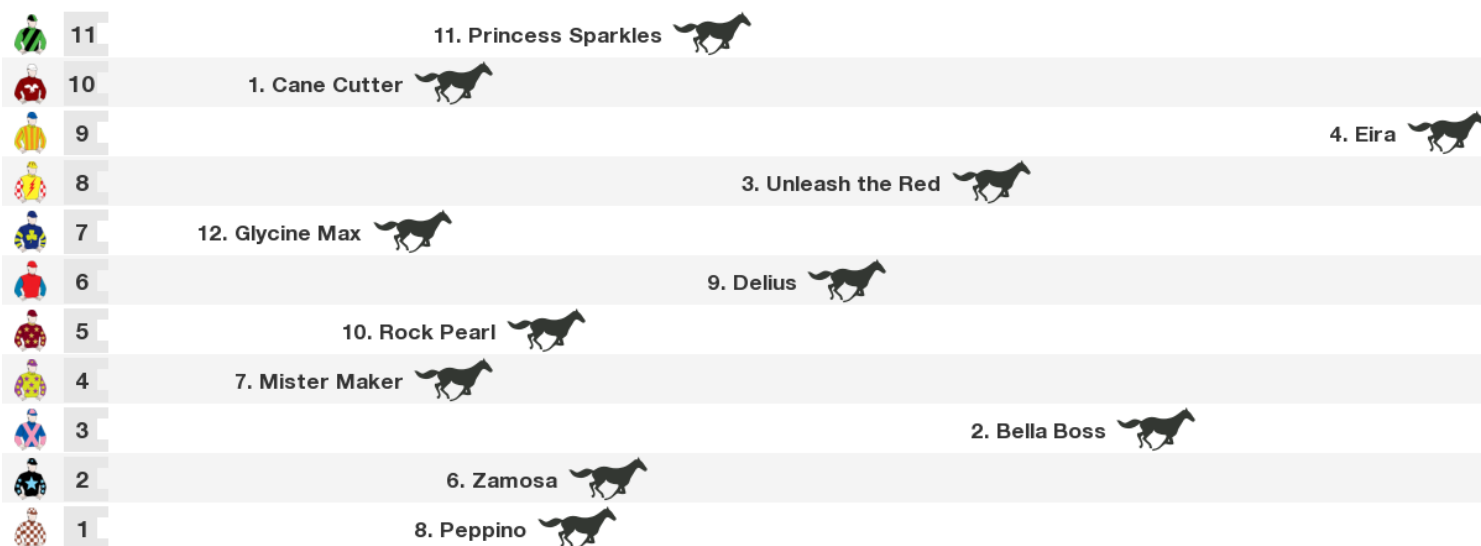 11 11. Princess Sparkles
10 1. Cane Cutter
9 4. Eira
8 3. Unleash the Red
7 12. Glycine Max
6 9. Delius
5 10. Rock Pearl
4 7. Mister Maker
3 2. Bella Boss
2 6. Zamosa
1 8. Peppino